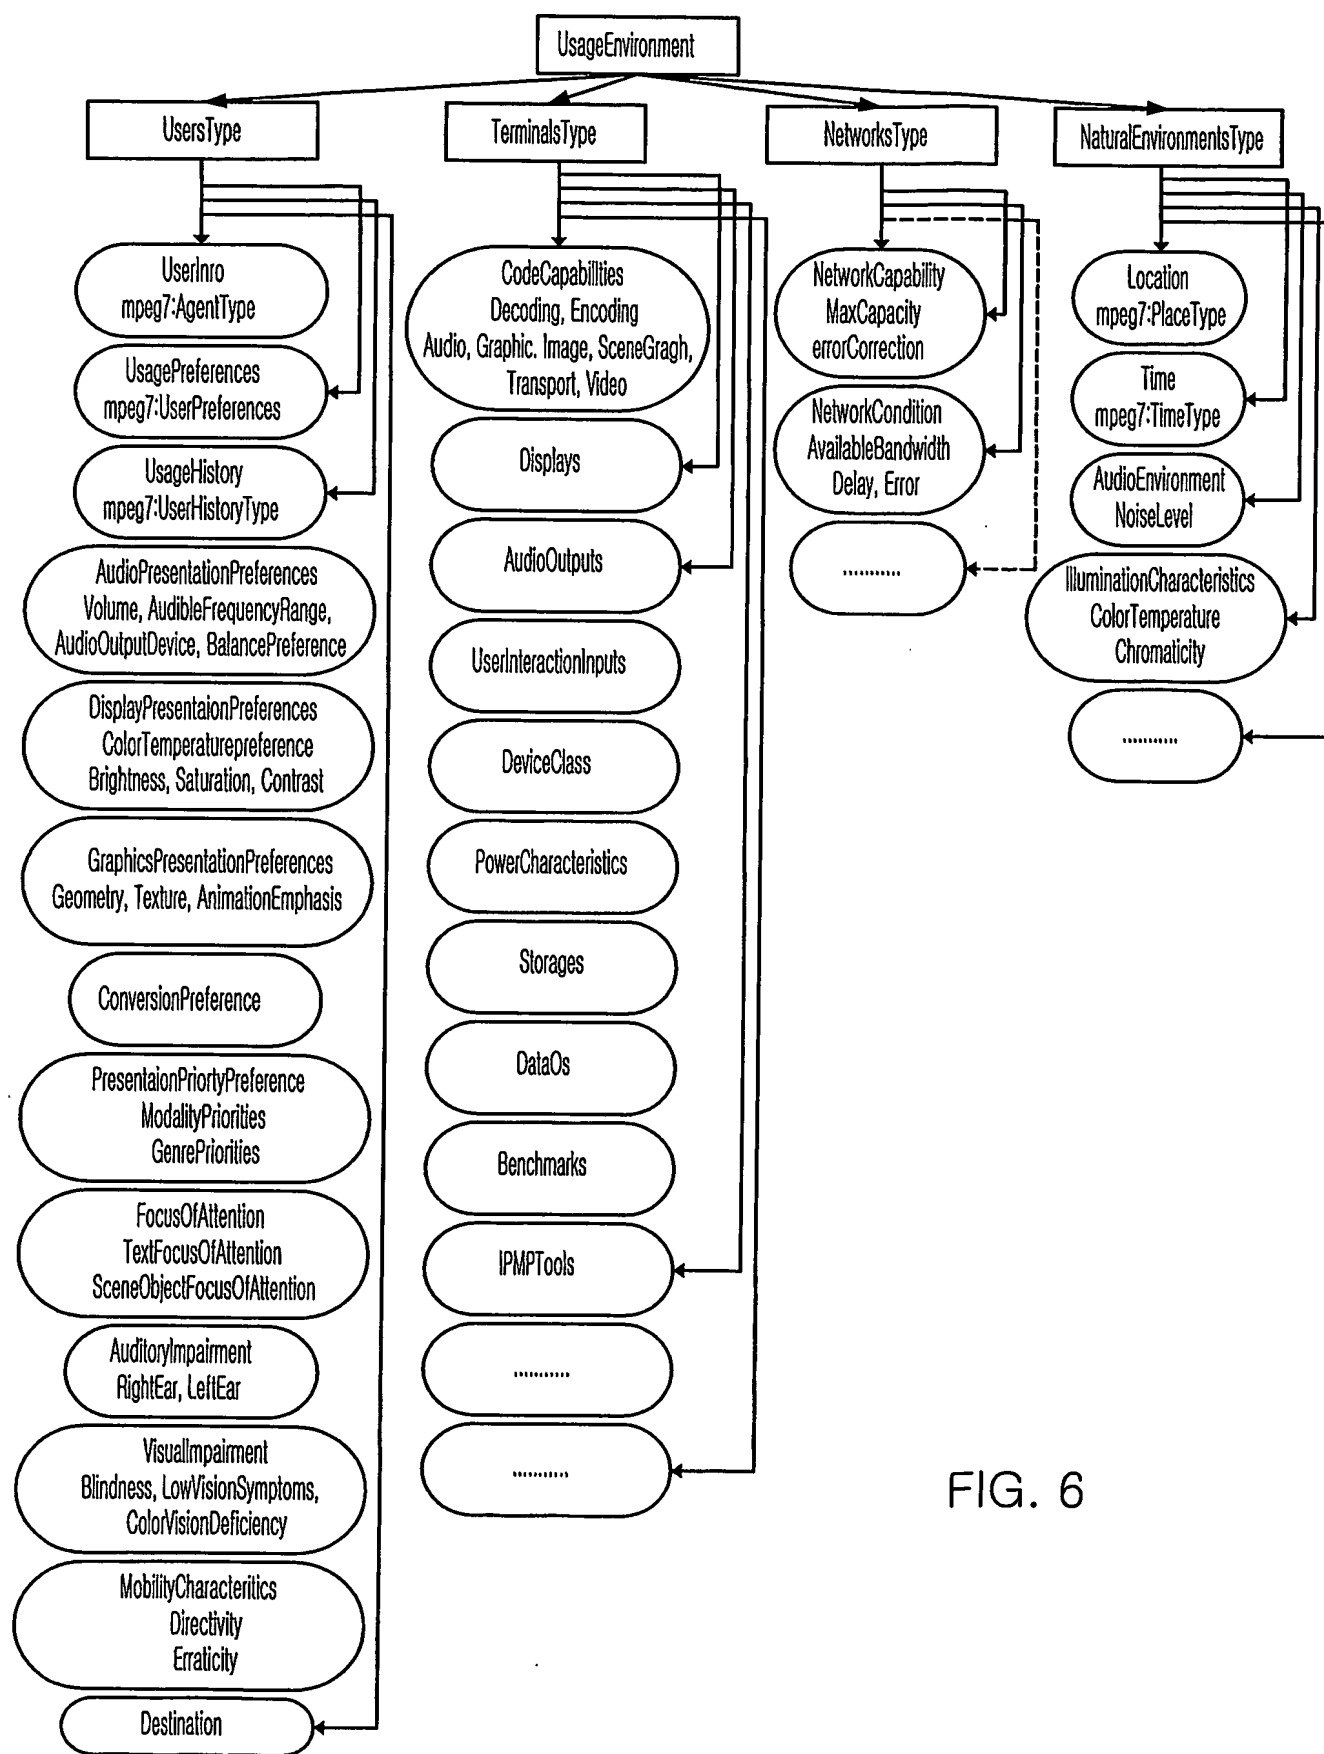 UsageEnvironment
UsersType
TerminalsType
NetworksType
NaturalEnvironmentsType
UserInro
mpeg7:AgentType
UsagePreferences
mpeg7:UserPreferences
UsageHistory
mpeg7:UserHistoryType
AudioPresentationPreferences
Volume, AudibleFrequencyRange,
AudioOutputDevice, BalancePreference
DisplayPresentaionPreferences
ColorTemperaturepreference
Brightness, Saturation, Contrast
GraphicsPresentationPreferences
Geometry, Texture, AnimationEmphasis
ConversionPreference
PresentaionPriortyPreference
ModalityPriorities
GenrePriorities
FocusOfAttention
TextFocusOfAttention
SceneObjectFocusOfAttention
AuditoryImpairment
RightEar, LeftEar
VisualImpairment
Blindness, LowVisionSymptoms,
ColorVisionDeficiency
MobilityCharacteritics
Directivity
Erraticity
Destination
CodeCapabilities
Decoding, Encoding
Audio, Graphic. Image, SceneGragh,
Transport, Video
Displays
AudioOutputs
UserInteractionInputs
DeviceClass
PowerCharacteristics
Storages
DataOs
Benchmarks
IPMPTools
...........
...........
NetworkCapability
MaxCapacity
errorCorrection
NetworkCondition
AvailableBandwidth
Delay, Error
...........
Location
mpeg7:PlaceType
Time
mpeg7:TimeType
AudioEnvironment
NoiseLevel
IlluminationCharacteristics
ColorTemperature
Chromaticity
...........
FIG. 6